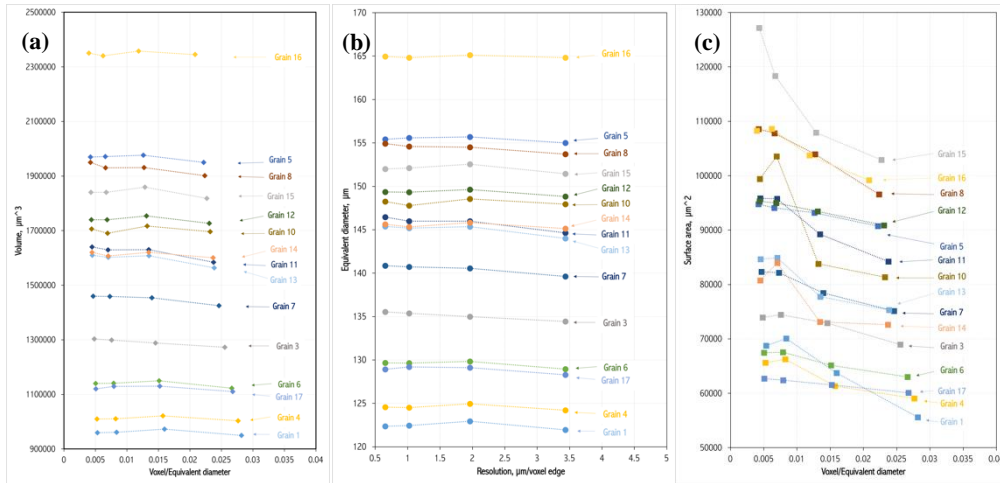 (a)
2500000
2300000
2100000
1900000
1700000
1500000
1300000
1100000
900000
Volume, µm^3
0
0.005
0.01
0.015
0.02
0.025
0.03
0.035
0.04
Voxel/Equivalent diameter
Grain 16
Grain 5
Grain 8
Grain 15
Grain 12
Grain 10
Grain 14
Grain 11
Grain 13
Grain 7
Grain 3
Grain 6
Grain 17
Grain 4
Grain 1
(b)
170
165
160
155
150
145
140
135
130
125
120
Equivalent diameter, µm
0.5
1
1.5
2
2.5
3
3.5
4
4.5
5
Resolution, µm/voxel edge
Grain 16
Grain 5
Grain 8
Grain 15
Grain 12
Grain 10
Grain 14
Grain 11
Grain 13
Grain 7
Grain 3
Grain 6
Grain 17
Grain 4
Grain 1
(c)
130000
120000
110000
100000
90000
80000
70000
60000
50000
Surface area, µm^2
0
0.005
0.01
0.015
0.02
0.025
0.03
0.035
0.04
Voxel/Equivalent diameter
Grain 15
Grain 16
Grain 8
Grain 12
Grain 5
Grain 11
Grain 10
Grain 13
Grain 7
Grain 14
Grain 3
Grain 6
Grain 17
Grain 4
Grain 1